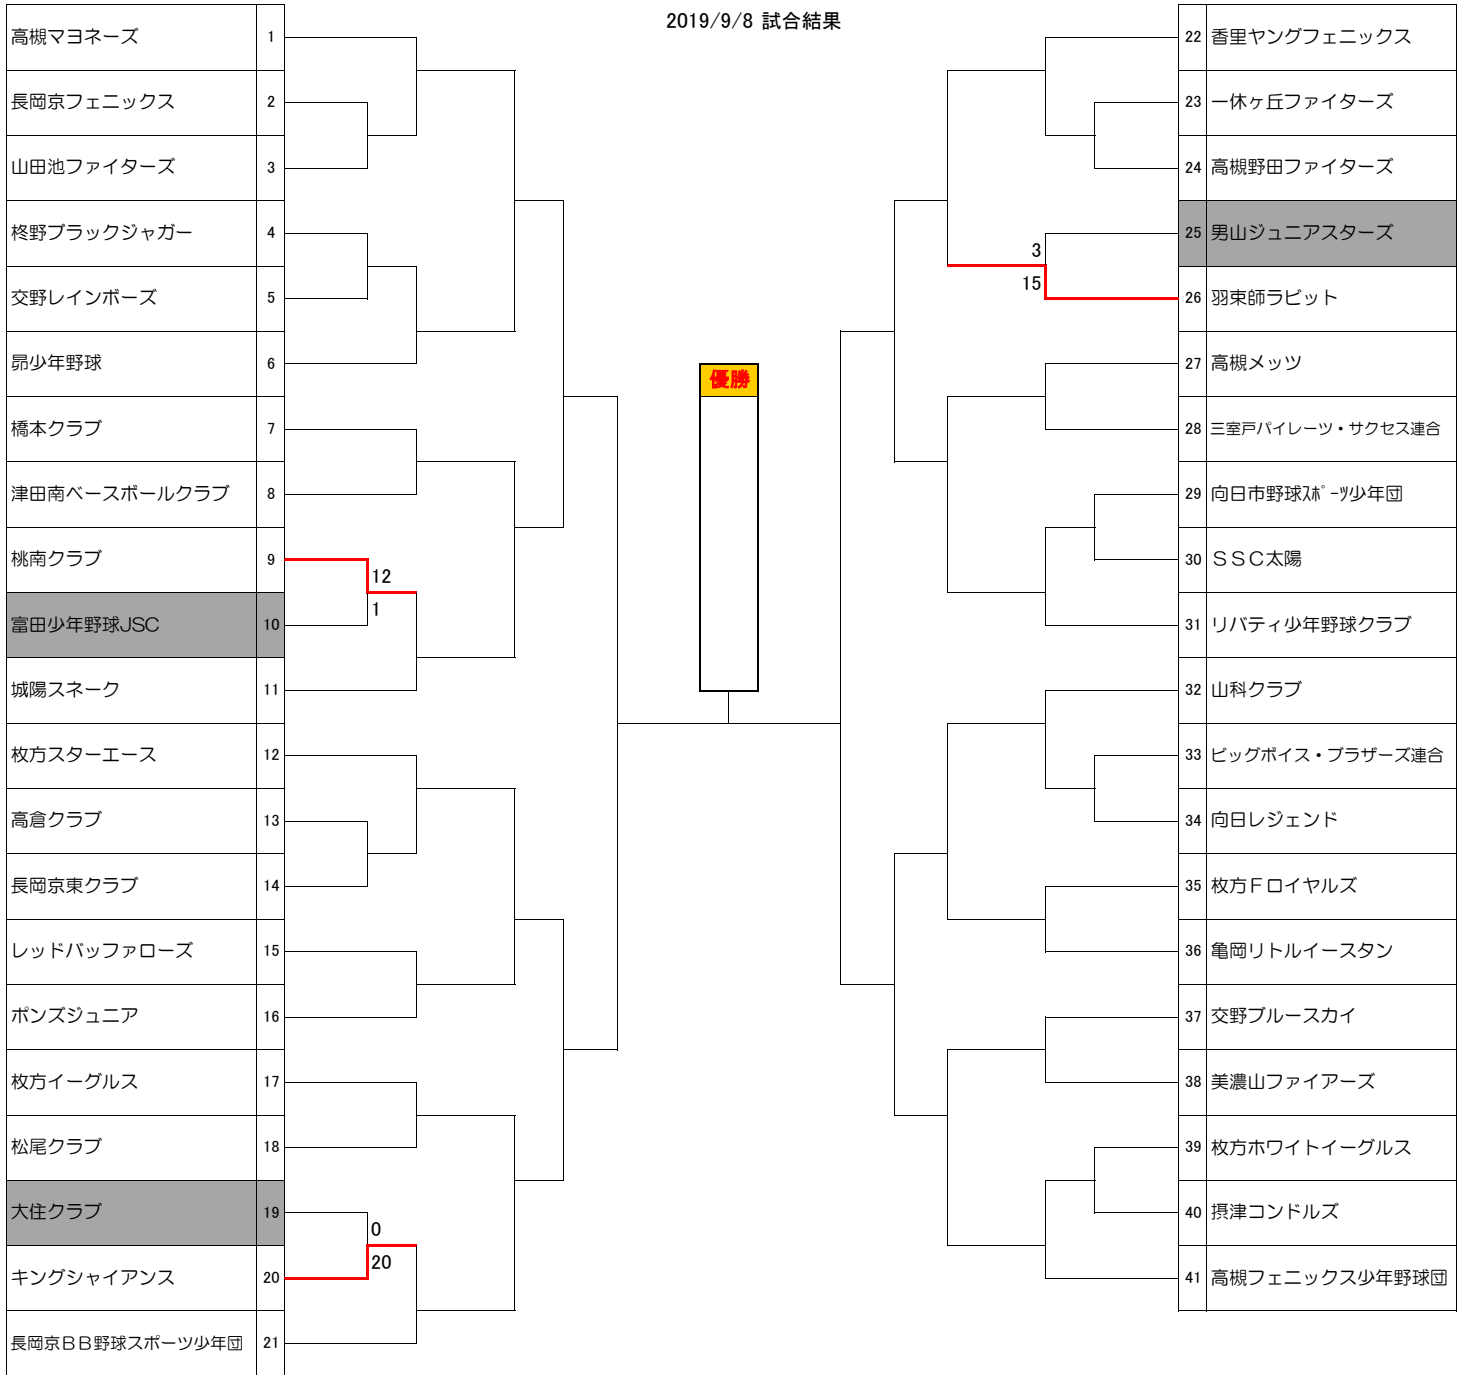 2019/9/8 試合結果
高槻マヨネーズ 1
長岡京フェニックス 2
山田池ファイターズ 3
柊野ブラックジャガー 4
交野レインボーズ 5
昴少年野球 6
橋本クラブ 7
津田南ベースボールクラブ 8
桃南クラブ 9
12
1
富田少年野球JSC 10
城陽スネーク 11
枚方スターエース 12
高倉クラブ 13
長岡京東クラブ 14
レッドバッファローズ 15
ポンズジュニア 16
枚方イーグルス 17
松尾クラブ 18
大住クラブ 19
0
20
キングシャイアンス 20
長岡京BB野球スポーツ少年団 21
優勝
22 香里ヤングフェニックス
23 一休ヶ丘ファイターズ
24 高槻野田ファイターズ
25 男山ジュニアスターズ
3
15
26 羽束師ラビット
27 高槻メッツ
28 三室戸パイレーツ・サクセス連合
29 向日市野球ｽﾎﾟｰﾂ少年団
30 ＳＳＣ太陽
31 リバティ少年野球クラブ
32 山科クラブ
33 ビッグボイス・ブラザーズ連合
34 向日レジェンド
35 枚方Ｆロイヤルズ
36 亀岡リトルイースタン
37 交野ブルースカイ
38 美濃山ファイアーズ
39 枚方ホワイトイーグルス
40 摂津コンドルズ
41 高槻フェニックス少年野球団